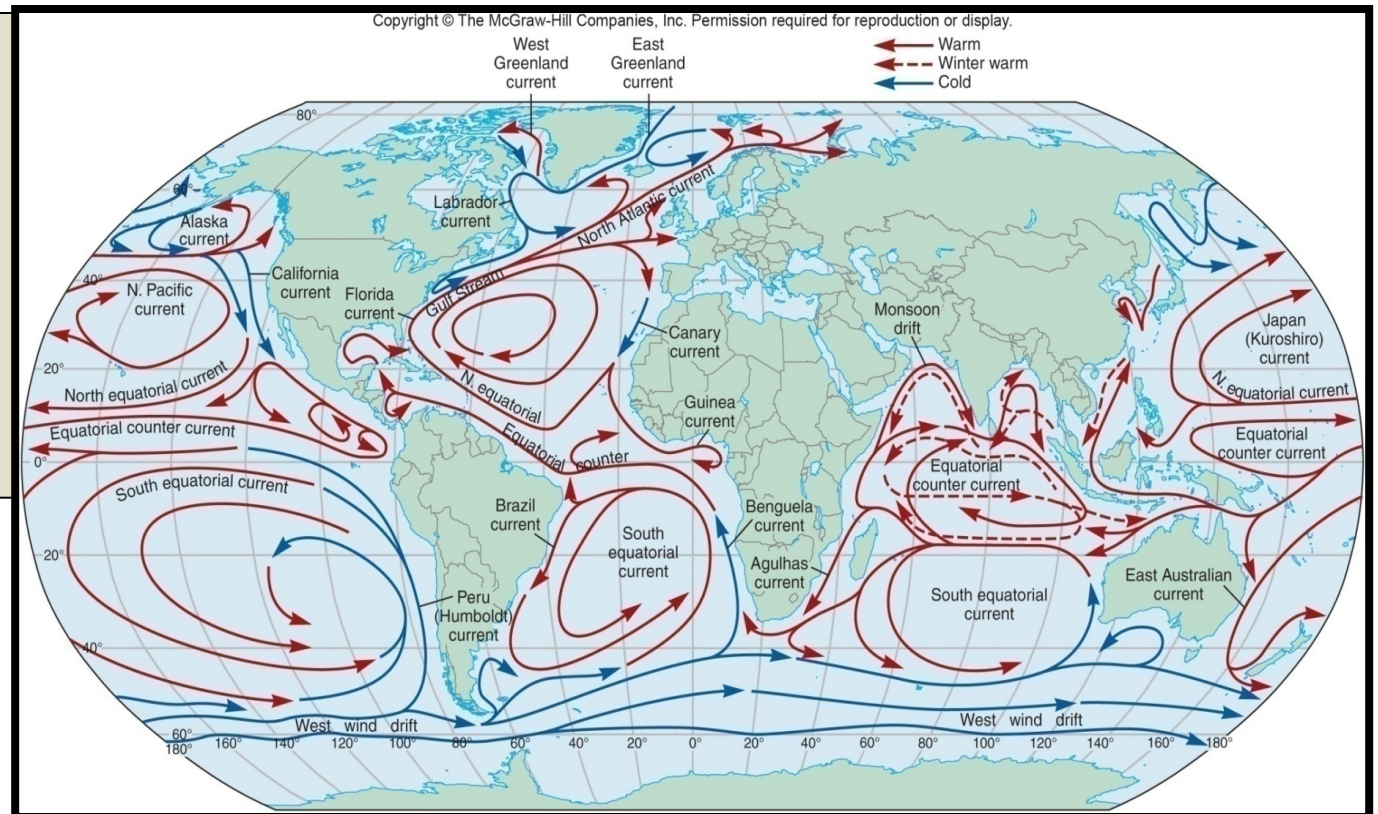 Copyright © The McGraw-Hill Companies, Inc. Permission required for reproduction or display.
West
Greenland
current
East
Greenland
current
Warm
Winter warm
Cold
80°
60°
Alaska
current
Labrador
current
North Atlantic current
40°
California
current
N. Pacific
current
Florida
current
Gulf Stream
Canary
current
Monsoon
drift
Japan
(Kuroshiro)
current
20°
North equatorial current
N. equatorial
Guinea
current
N. equatorial current
Equatorial counter current
Equatorial counter
Equatorial
counter current
Equatorial
counter current
0°
South equatorial current
Brazil
current
South
equatorial
current
Benguela
current
20°
Agulhas
current
South equatorial
current
East Australian
current
Peru
(Humboldt)
current
40°
West wind drift
West wind drift
60°
180° 160° 140° 120° 100° 80° 60° 40° 20° 0° 20° 40° 60° 80° 100° 120° 140° 160° 180°